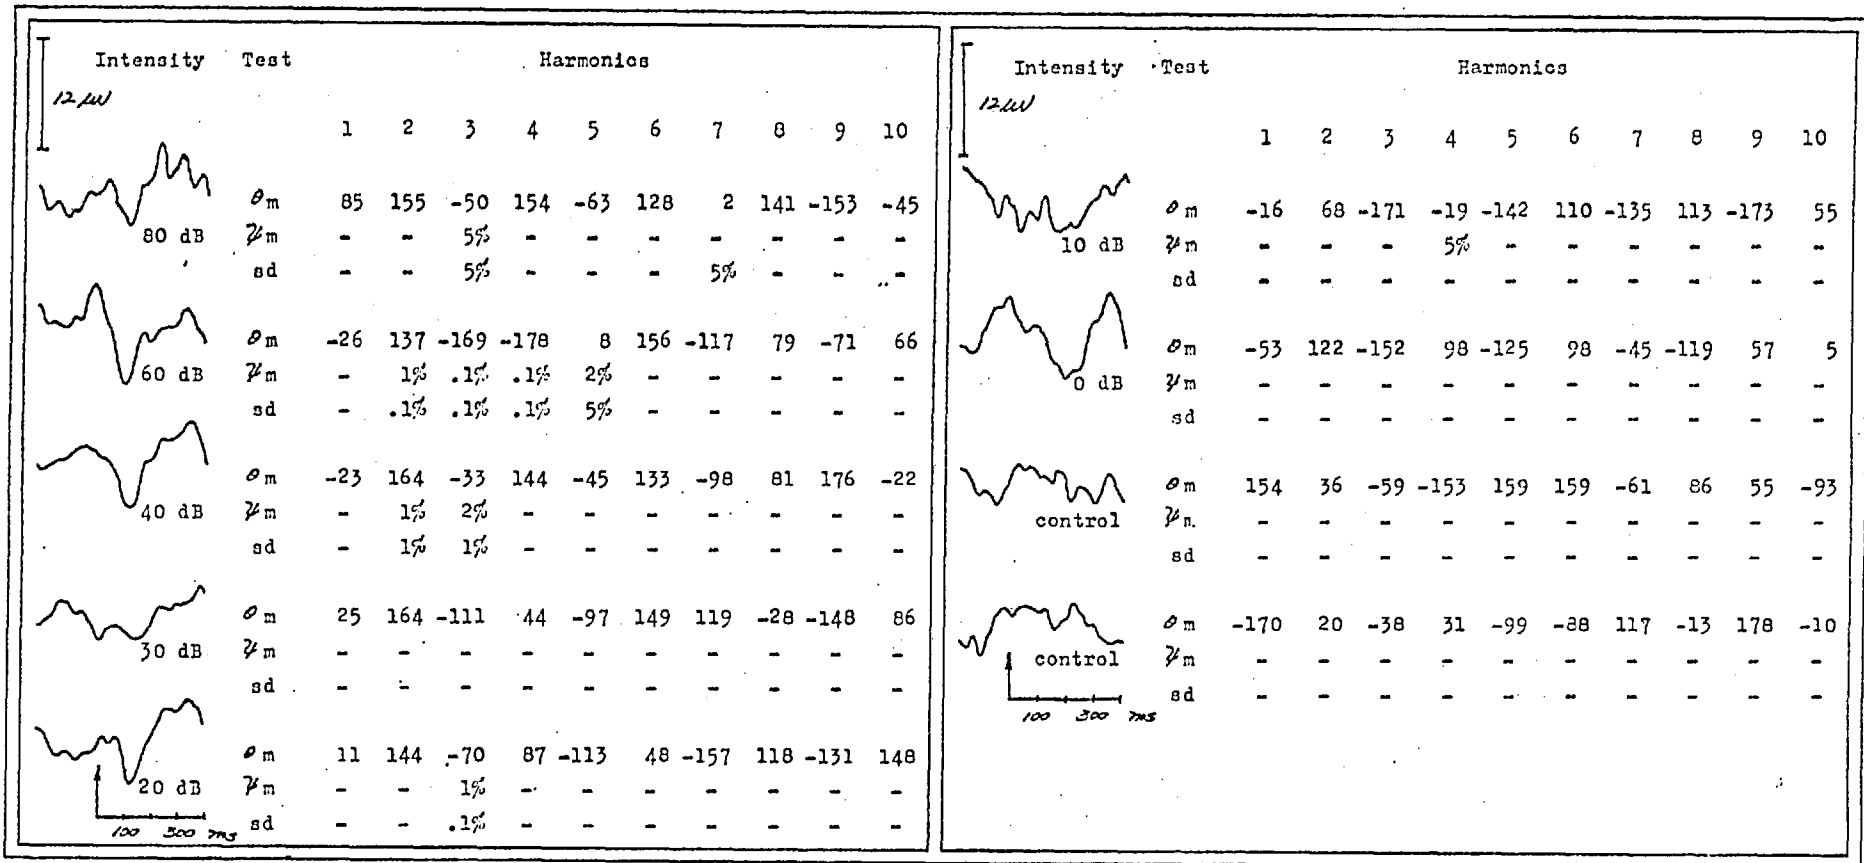 Intensity Test Harmonics
12 µV
1 2 3 4 5 6 7 8 9 10
θm 85 155 -50 154 -63 128 2 141 -153 -45
80 dB ψm - - 5% - - - - - - -
sd - - 5% - - - 5% - - -
θm -26 137 -169 -178 8 156 -117 79 -71 66
60 dB ψm - 1% .1% .1% 2% - - - - -
sd - .1% .1% .1% 5% - - - - -
θm -23 164 -33 144 -45 133 -98 81 176 -22
40 dB ψm - 1% 2% - - - - - - -
sd - 1% 1% - - - - - - -
θm 25 164 -111 44 -97 149 119 -28 -148 86
30 dB ψm - - - - - - - - - -
sd - - - - - - - - - -
θm 11 144 -70 87 -113 48 -157 118 -131 148
20 dB ψm - - 1% - - - - - - -
100 300 ms sd - - .1% - - - - - - -
Intensity Test Harmonics
12 µV
1 2 3 4 5 6 7 8 9 10
θm -16 68 -171 -19 -142 110 -135 113 -173 55
10 dB ψm - - - 5% - - - - - -
sd - - - - - - - - - -
θm -53 122 -152 98 -125 98 -45 -119 57 5
0 dB ψm - - - - - - - - - -
sd - - - - - - - - - -
θm 154 36 -59 -153 159 159 -61 86 55 -93
control ψm. - - - - - - - - - -
sd - - - - - - - - - -
θm -170 20 -38 31 -99 -88 117 -13 178 -10
control ψm - - - - - - - - - -
sd - - - - - - - - - -
100 300 ms